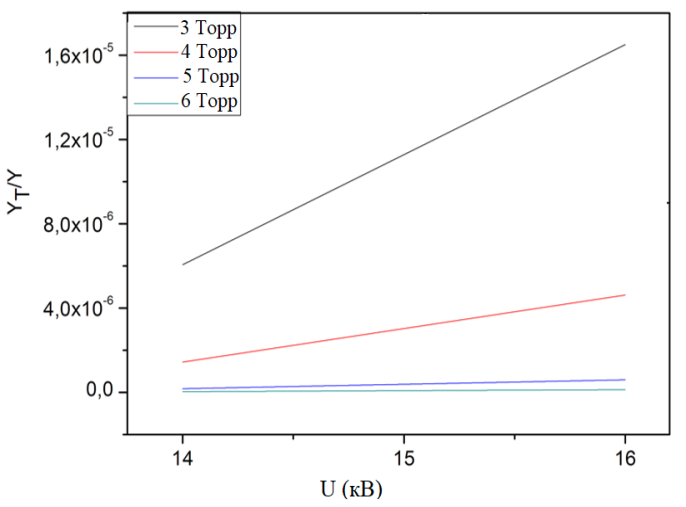 3 Торр
4 Торр
5 Торр
6 Торр
1,6x10⁻⁵
1,2x10⁻⁵
8,0x10⁻⁶
4,0x10⁻⁶
0,0
Y_T/Y
14 15 16
U (кВ)